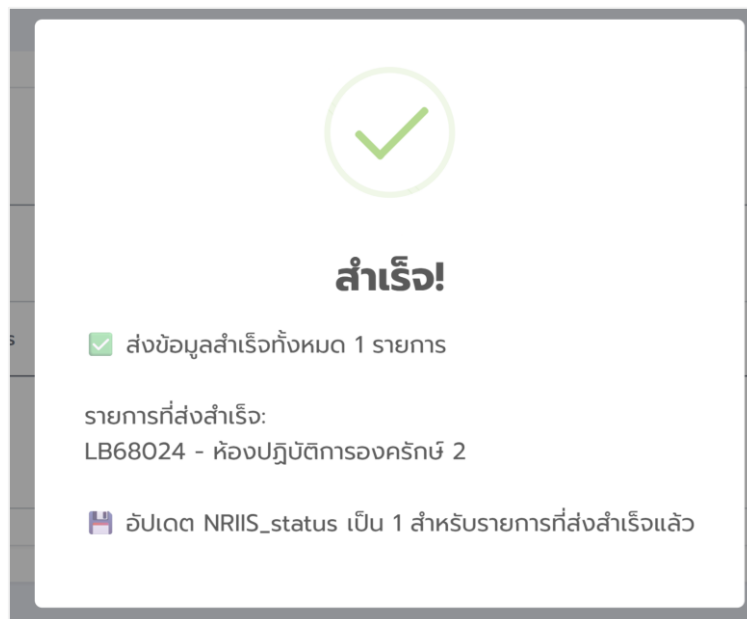 สำเร็จ!
✅ ส่งข้อมูลสำเร็จทั้งหมด 1 รายการ
รายการที่ส่งสำเร็จ:
LB68024 - ห้องปฏิบัติการองครักษ์ 2
💾 อัปเดต NRIIS_status เป็น 1 สำหรับรายการที่ส่งสำเร็จแล้ว